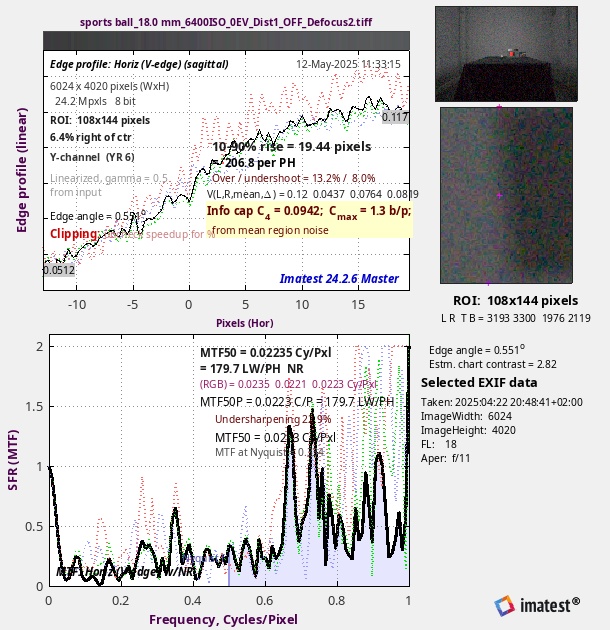 sports ball_18.0 mm_6400ISO_0EV_Dist1_OFF_Defocus2.tiff
Edge profile: Horiz (V-edge) (sagittal)
12-May-2025 11:33:15
6024 x 4020 pixels (WxH)
24.2 Mpxls   8 bit
ROI:  108x144 pixels
6.4% right of ctr
Y-channel  (YR 6)
Linearized, gamma = 0.5
from input
Edge angle = 0.551°
Clipping
speedup for %
0.117
10-90% rise = 19.44 pixels
206.8 per PH
Over / undershoot = 13.2% /  8.0%
V(L,R,mean,Δ) = 0.12  0.0437  0.0764  0.0819
Info cap C4 = 0.0942;  Cmax = 1.3 b/p;
from mean region noise
0.0512
Imatest 24.2.6 Master
Edge profile (linear)
-10 -5 0 5 10 15
Pixels (Hor)
ROI:  108x144 pixels
L R  T B = 3193 3300  1976 2119
Edge angle = 0.551°
Estm. chart contrast = 2.82
Selected EXIF data
Taken: 2025:04:22 20:48:41+02:00
ImageWidth:  6024
ImageHeight:  4020
FL:   18
Aper:  f/11
MTF50 = 0.02235 Cy/Pxl
= 179.7 LW/PH  NR
(RGB) = 0.0235  0.0221  0.0223 Cy/Pxl
MTF50P = 0.0223 C/P = 179.7 LW/PH
Undersharpening
MTF50 = 0.0223 Cy/Pxl
MTF at Nyquist =
SFR (MTF)
2
1.5
1
0.5
0
MTF: Horiz (V-edge) w/NR
0 0.2 0.4 0.6 0.8 1
Frequency, Cycles/Pixel
imatest®